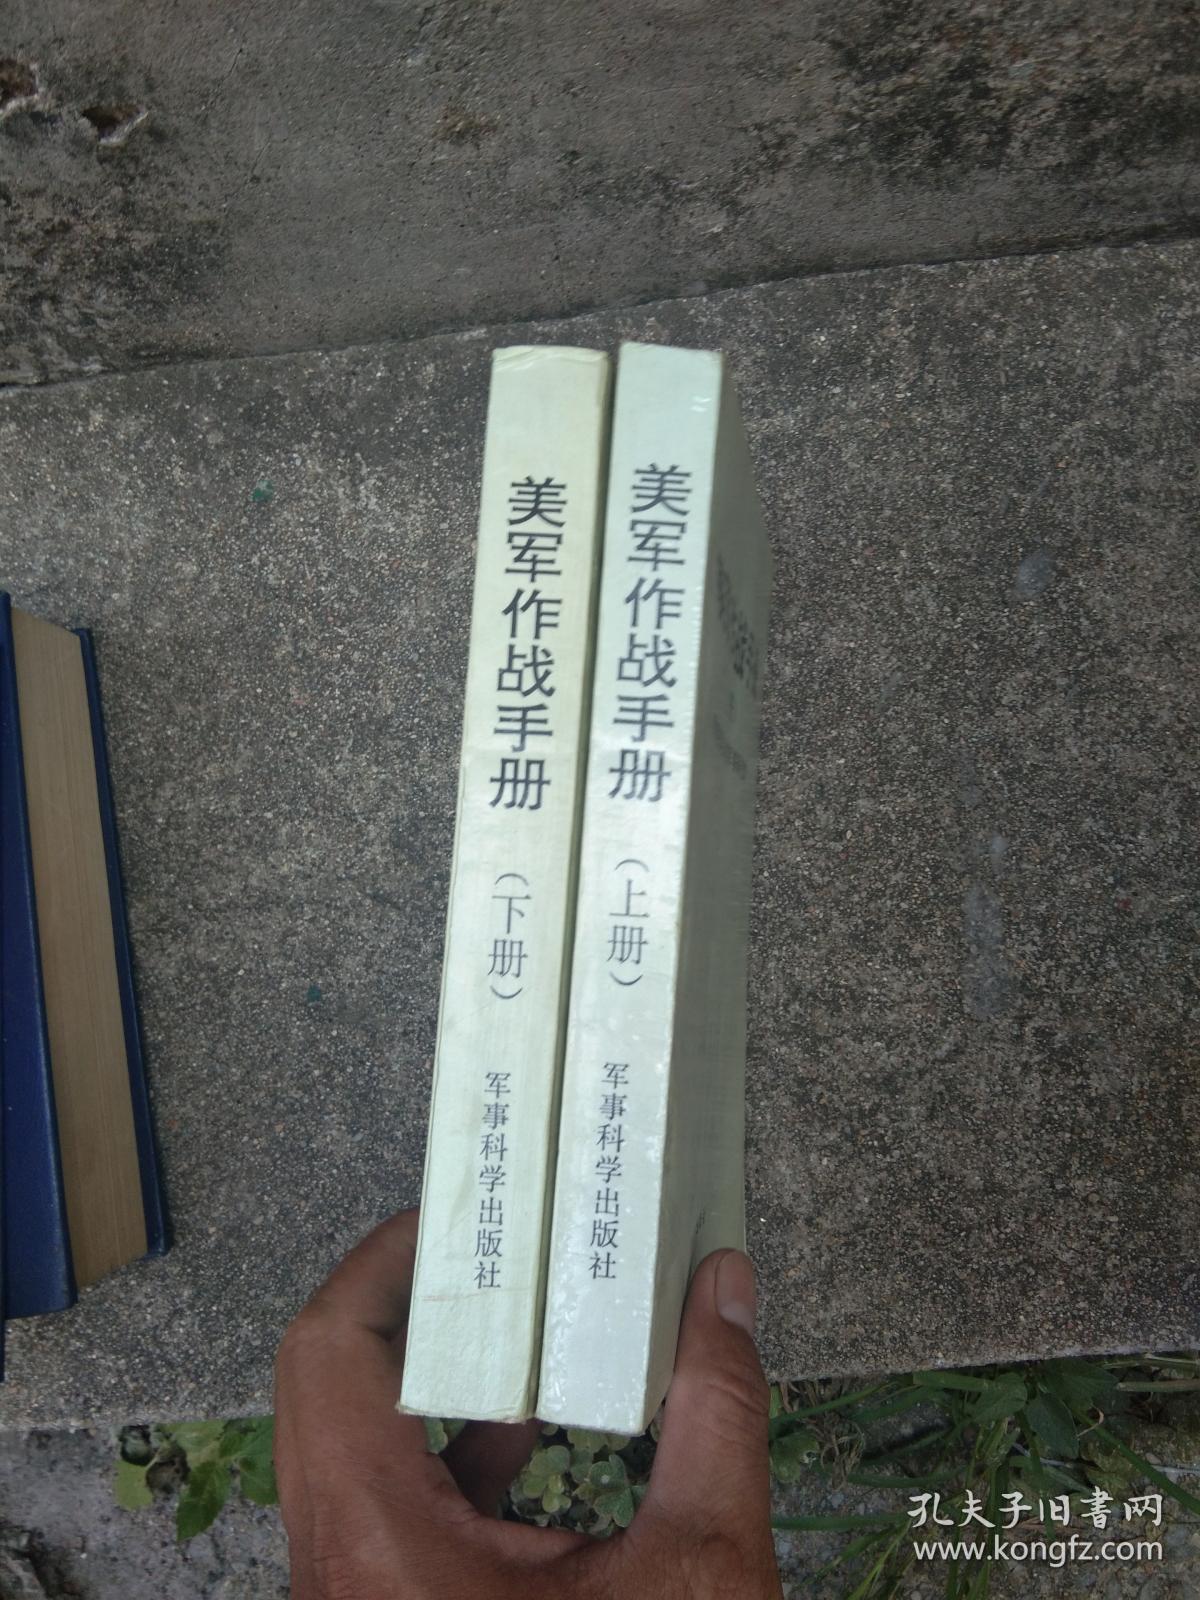 美军作战手册
（下册）
军事科学出版社
美军作战手册
（上册）
军事科学出版社
孔夫子旧书网
www.kongfz.com